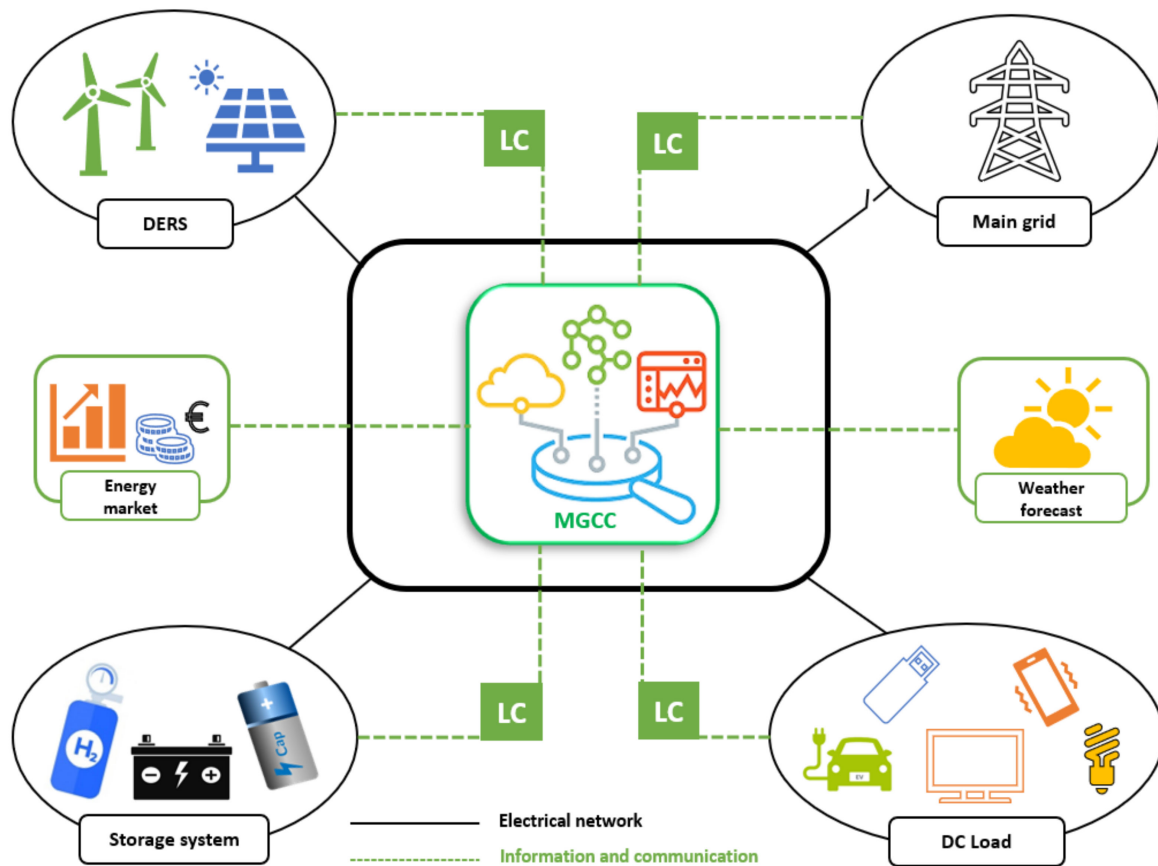 LC
LC
DERS
Main grid
€
Energy
market
MGCC
Weather
forecast
LC
LC
H2
Cap
EV
Storage system
DC Load
Electrical network
Information and communication